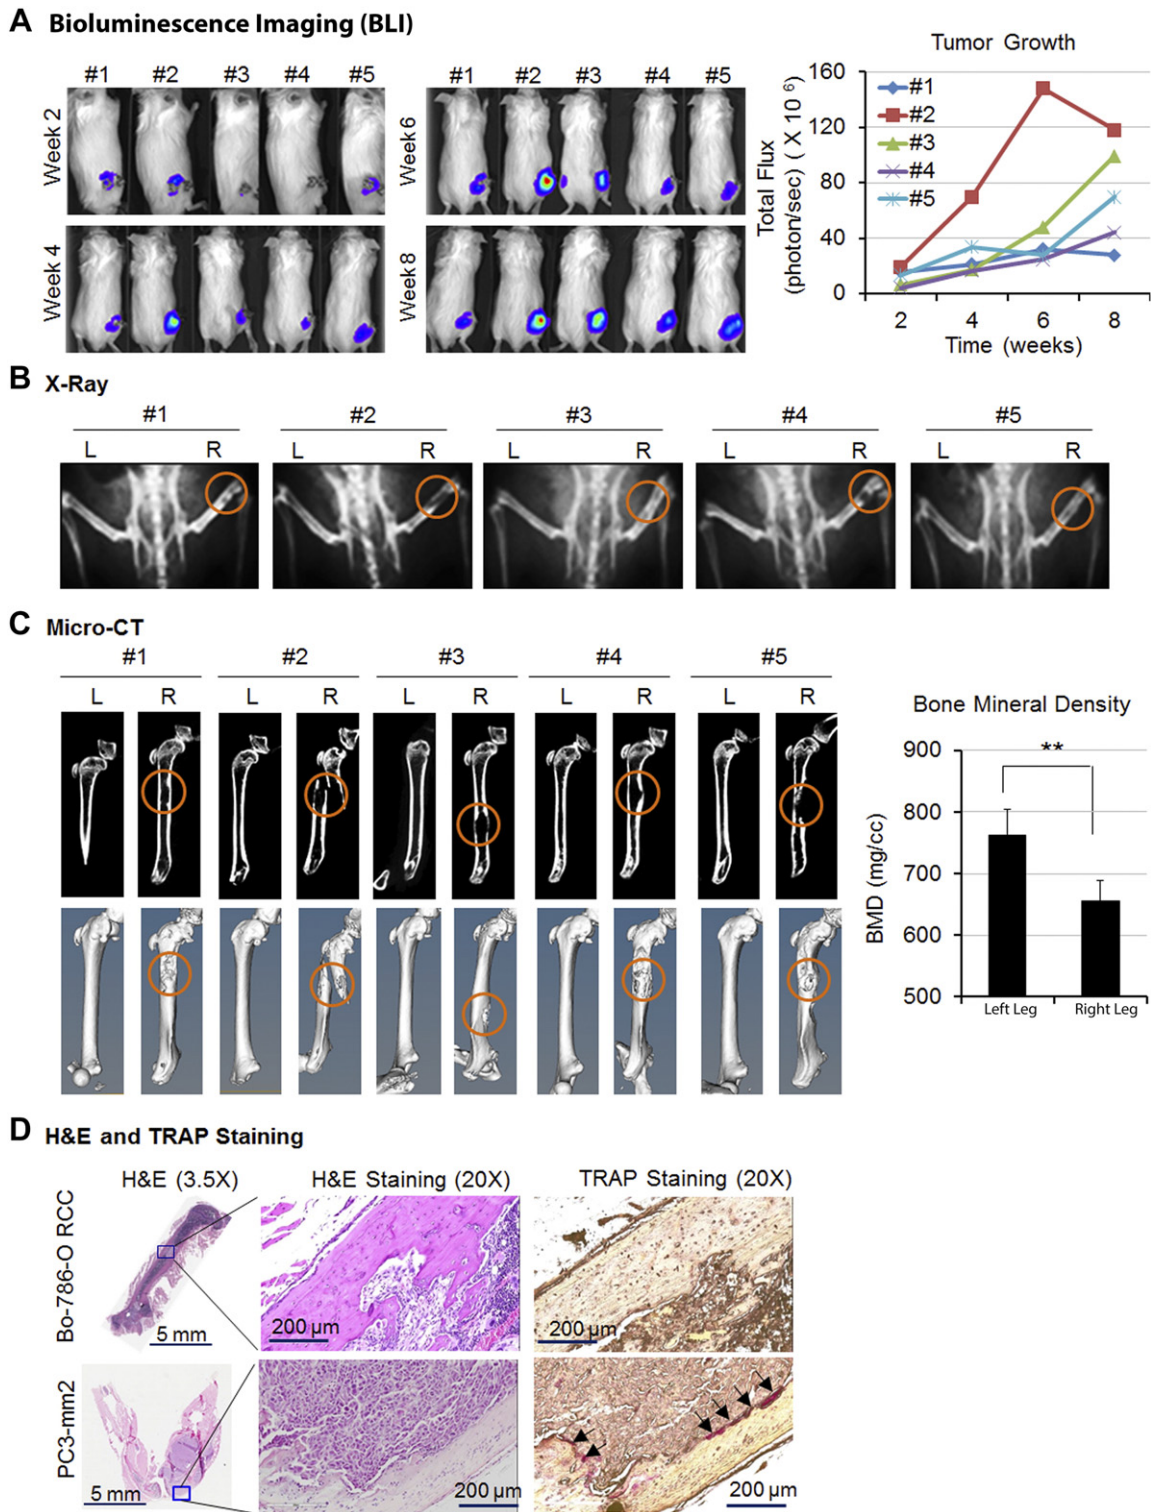 A Bioluminescence Imaging (BLI)
#1 #2 #3 #4 #5
Week 2
Week 4
#1 #2 #3 #4 #5
Week 6
Week 8
Tumor Growth
Total Flux
(photon/sec) ( X 10 6)
160
120
80
40
0
#1
#2
#3
#4
#5
2 4 6 8
Time (weeks)
B X-Ray
#1 #2 #3 #4 #5
L R L R L R L R L R
C Micro-CT
#1 #2 #3 #4 #5
L R L R L R L R L R
Bone Mineral Density
**
BMD (mg/cc)
900
800
700
600
500
Left Leg Right Leg
D H&E and TRAP Staining
H&E (3.5X) H&E Staining (20X) TRAP Staining (20X)
Bo-786-O RCC
5 mm 200 µm 200 µm
PC3-mm2
5 mm 200 µm 200 µm